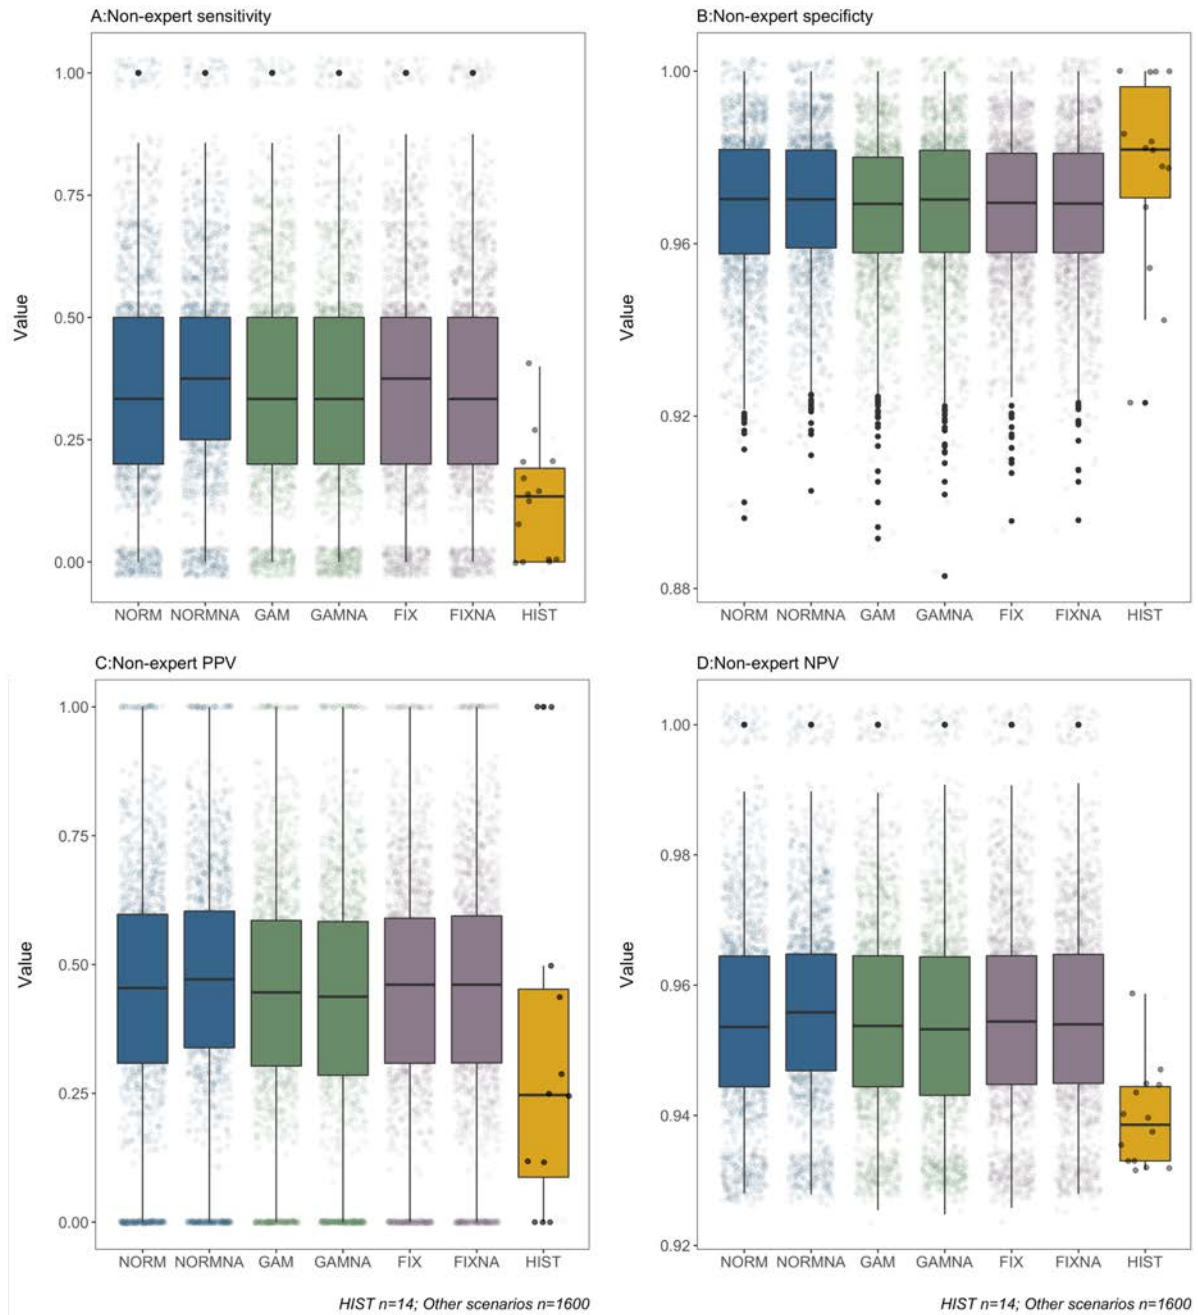 A:Non-expert sensitivity
Value
1.00
0.75
0.50
0.25
0.00
NORM NORMNA GAM GAMNA FIX FIXNA HIST
B:Non-expert specificty
Value
1.00
0.96
0.92
0.88
NORM NORMNA GAM GAMNA FIX FIXNA HIST
C:Non-expert PPV
Value
1.00
0.75
0.50
0.25
0.00
NORM NORMNA GAM GAMNA FIX FIXNA HIST
HIST n=14; Other scenarios n=1600
D:Non-expert NPV
Value
1.00
0.98
0.96
0.94
0.92
NORM NORMNA GAM GAMNA FIX FIXNA HIST
HIST n=14; Other scenarios n=1600